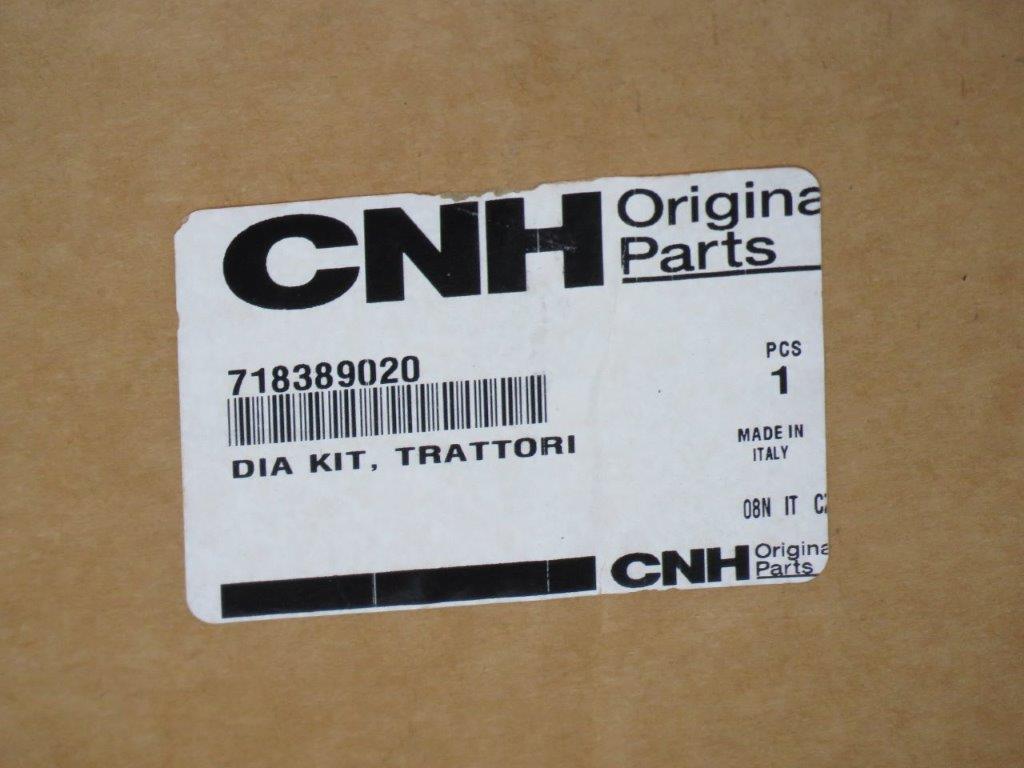 CNH Origina
Parts
718389020
DIA KIT, TRATTORI
PCS
1
MADE IN
ITALY
08N IT
CNH Origina
Parts